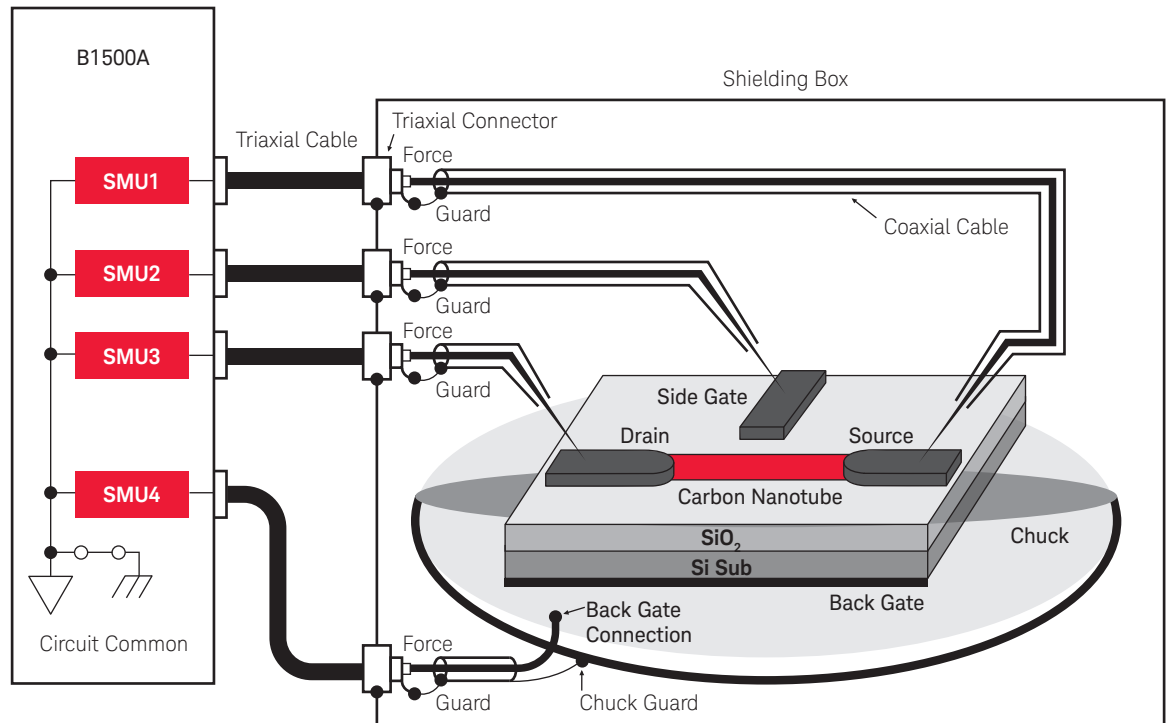 B1500A
Shielding Box
Triaxial Connector
Triaxial Cable
Force
SMU1
Guard
Coaxial Cable
Force
SMU2
Guard
Force
SMU3
Guard
Side Gate
Drain
Source
Carbon Nanotube
SMU4
SiO₂
Chuck
Si Sub
Back Gate
Back Gate
Connection
Circuit Common
Force
Guard
Chuck Guard